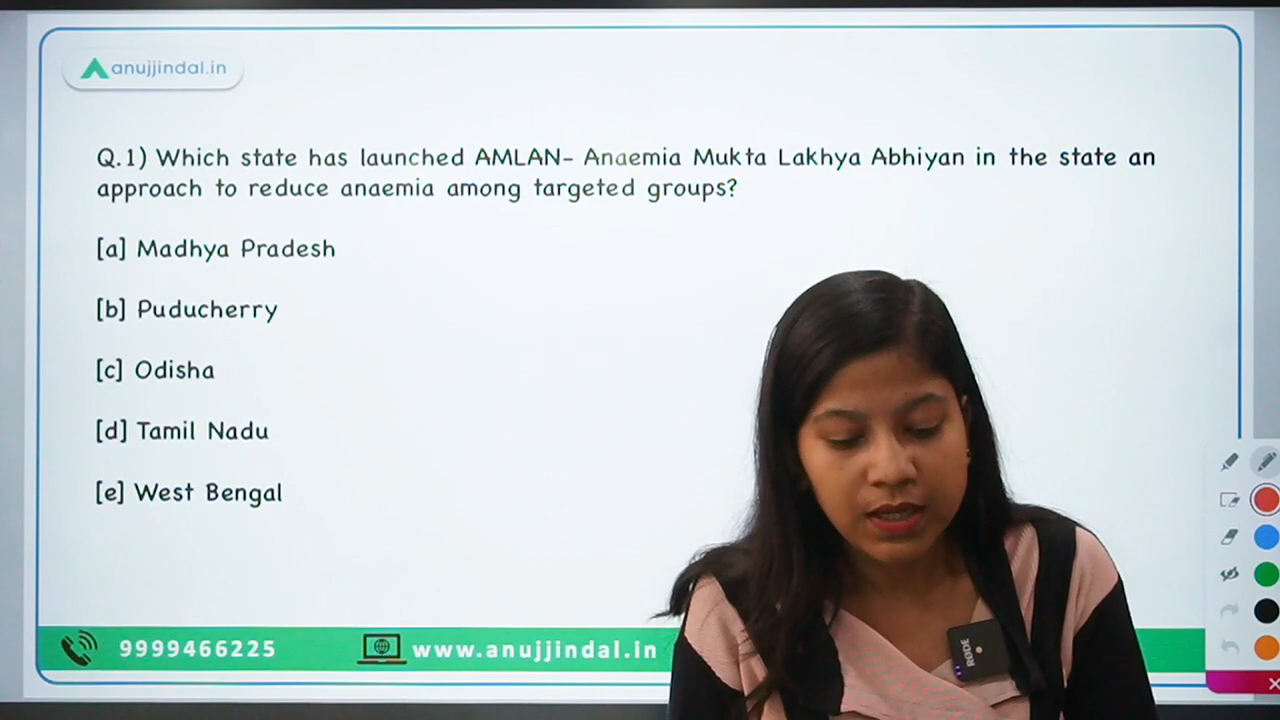 anujjindal.in
Q.1) Which state has launched AMLAN- Anaemia Mukta Lakhya Abhiyan in the state an
approach to reduce anaemia among targeted groups?
[a] Madhya Pradesh
[b] Puducherry
[c] Odisha
[d] Tamil Nadu
[e] West Bengal
9999466225
www.anujjindal.in
RØDE